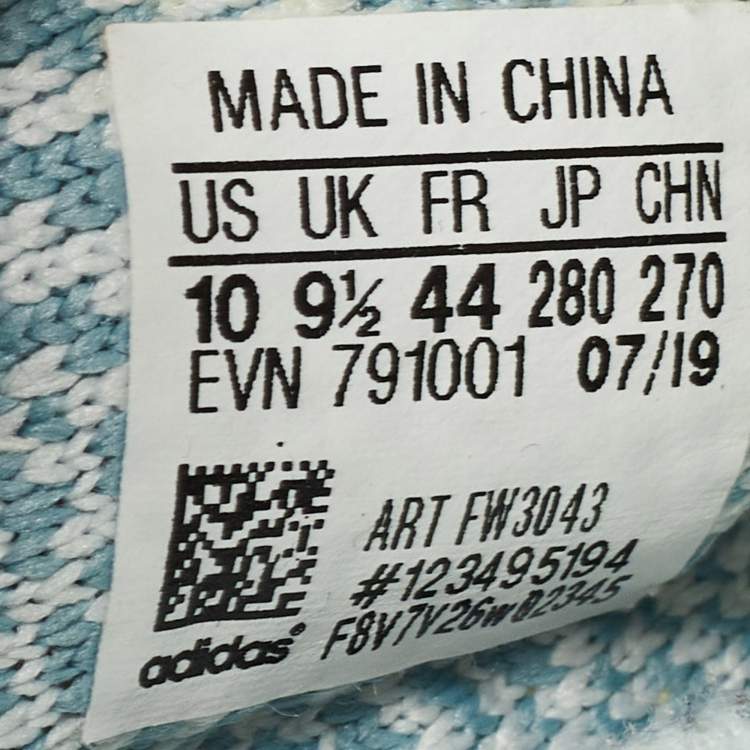 MADE IN CHINA
US UK FR JP CHN
10 9½ 44 280 270
EVN 791001 07/19
ART FW3043
#123495194
F8V7V26w02345
adidas®